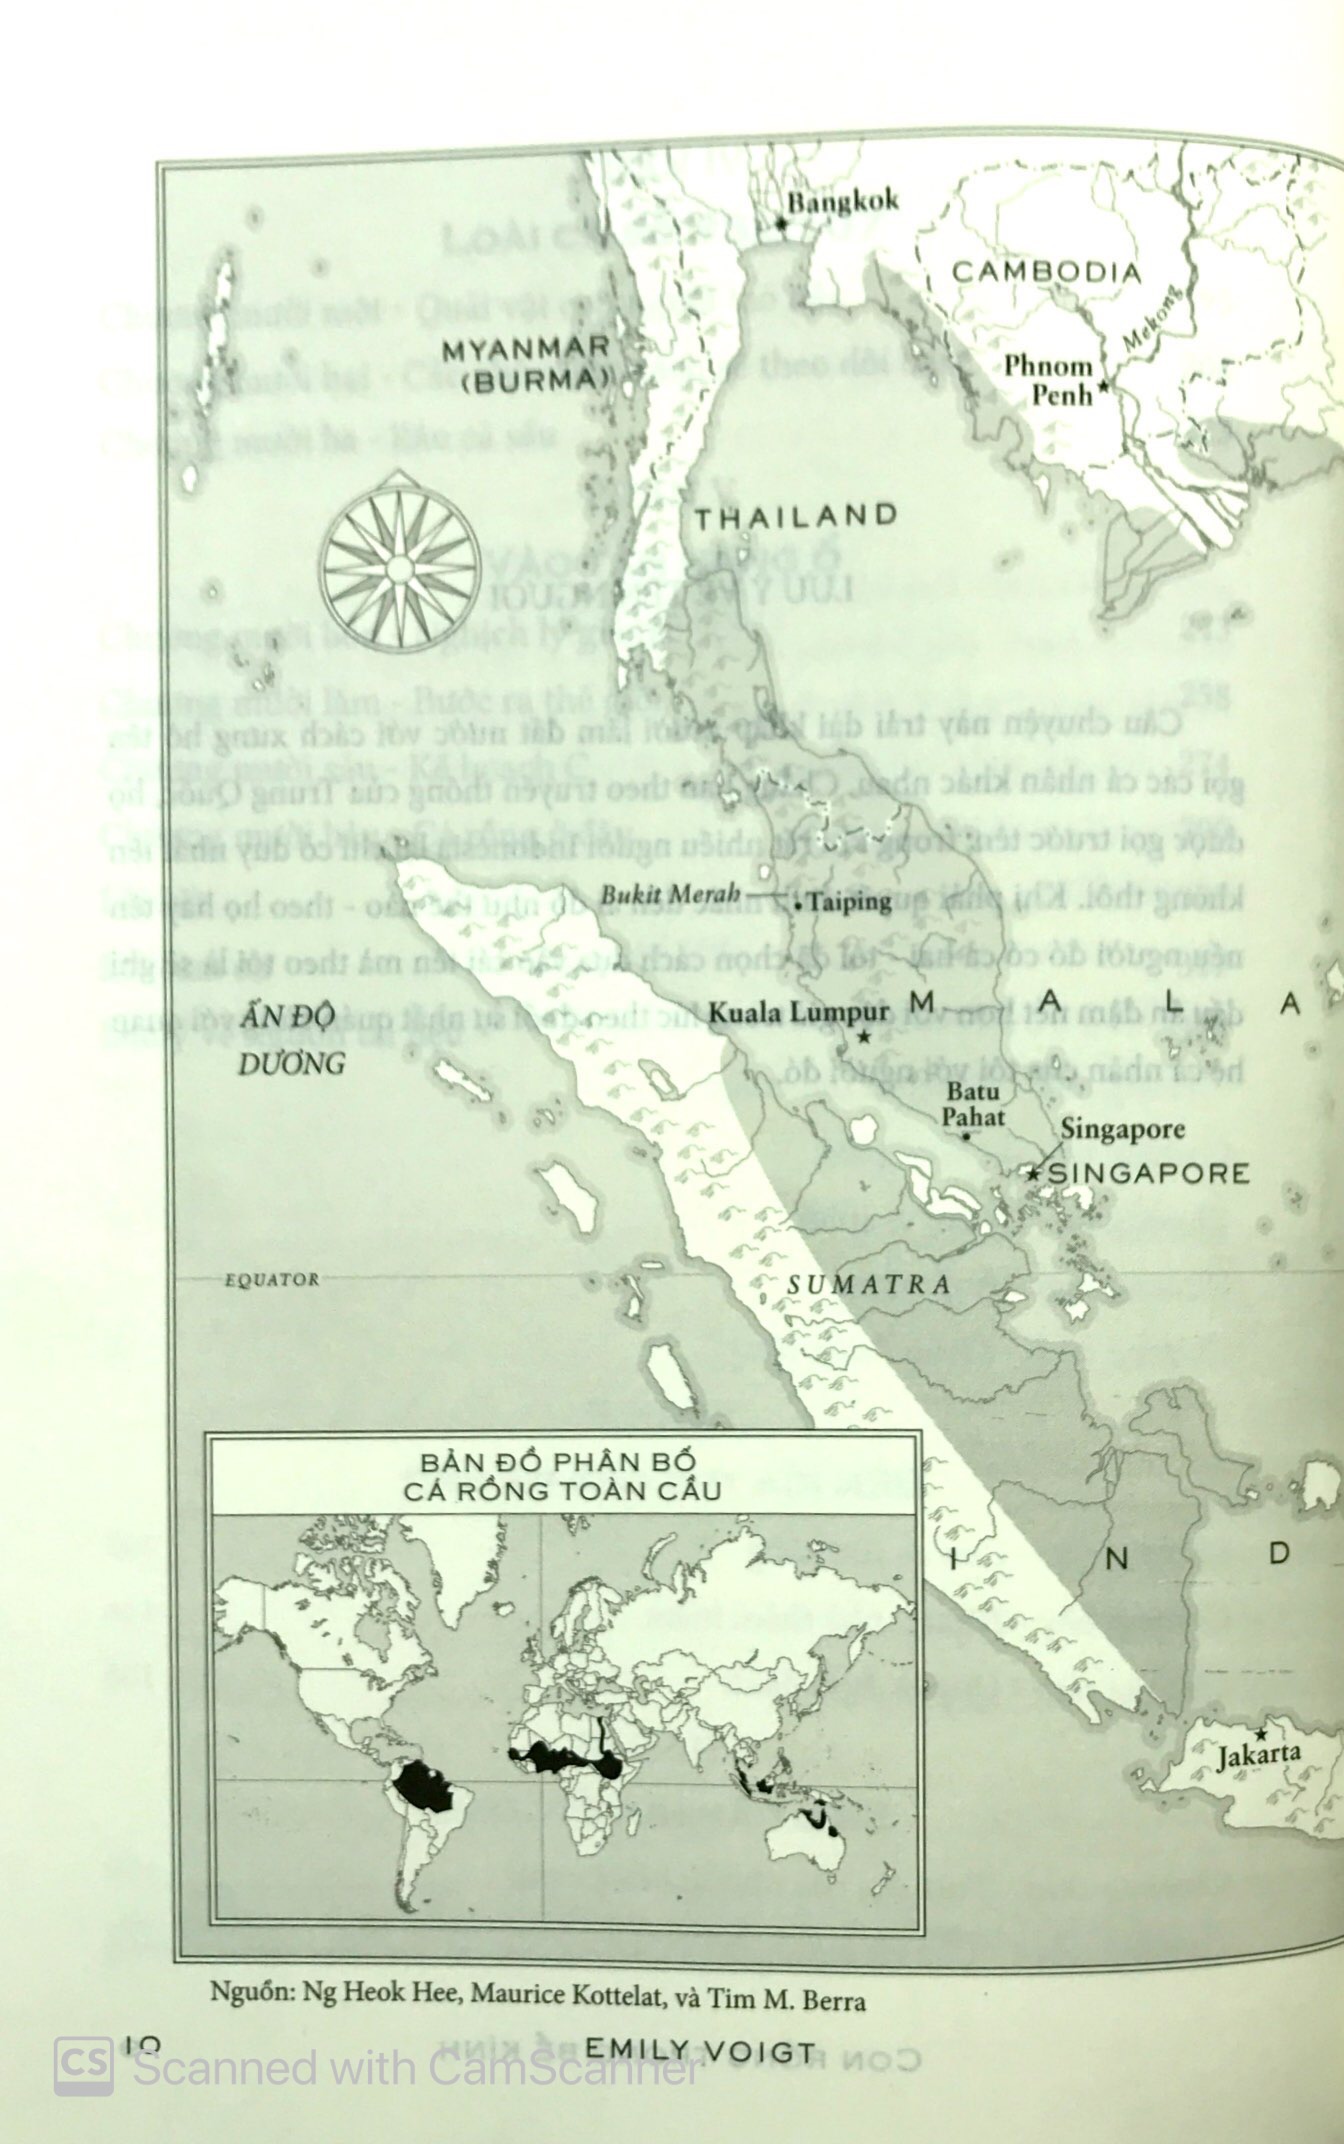 Bangkok
CAMBODIA
Mekong
MYANMAR
(BURMA)
Phnom
Penh
THAILAND
Bukit Merah
Taiping
ẤN ĐỘ
DƯƠNG
Kuala Lumpur
M A L A
Batu
Pahat
Singapore
SINGAPORE
EQUATOR
SUMATRA
BẢN ĐỒ PHÂN BỐ
CÁ RỒNG TOÀN CẦU
I N D
Jakarta
Nguồn: Ng Heok Hee, Maurice Kottelat, và Tim M. Berra
10
EMILY VOIGT
CS Scanned with CamScanner